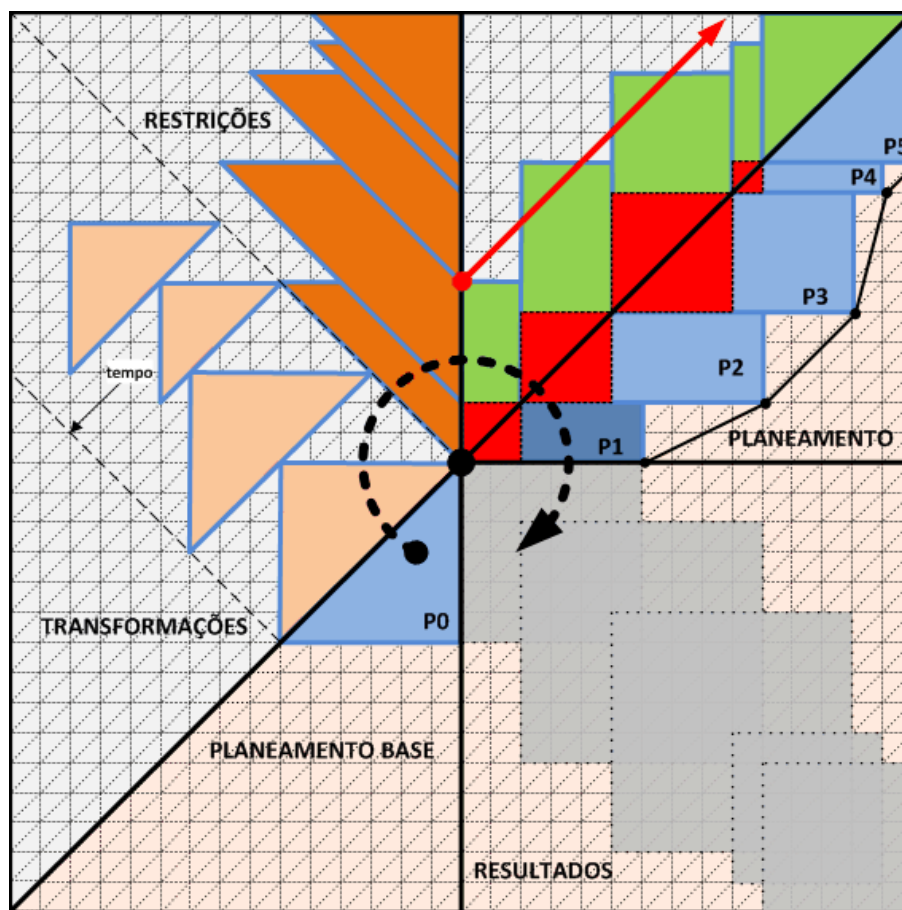 RESTRIÇÕES
P5
P4
P3
tempo
P2
P1
PLANEAMENTO
TRANSFORMAÇÕES
P0
PLANEAMENTO BASE
RESULTADOS